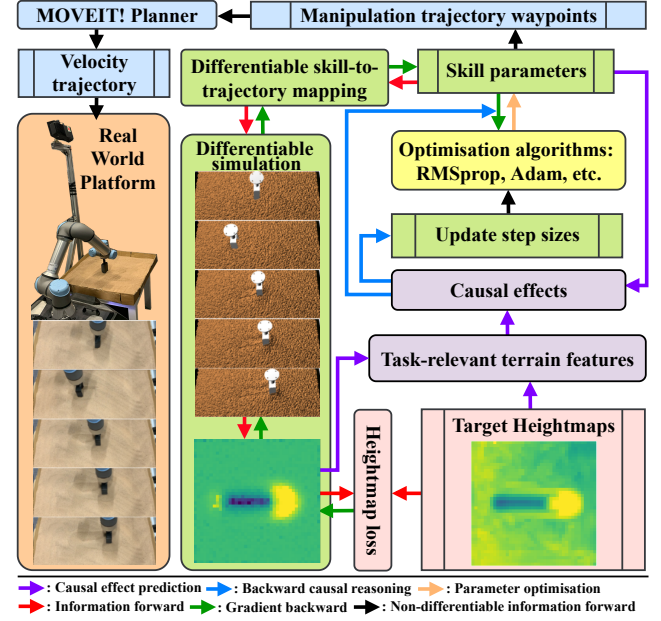 MOVEIT! Planner
Manipulation trajectory waypoints
Velocity
trajectory
Differentiable skill-to-
trajectory mapping
Skill parameters
Real
World
Platform
Differentiable
simulation
Optimisation algorithms:
RMSprop, Adam, etc.
Update step sizes
Causal effects
Task-relevant terrain features
Heightmap loss
Target Heightmaps
: Causal effect prediction
: Backward causal reasoning
: Parameter optimisation
: Information forward
: Gradient backward
: Non-differentiable information forward